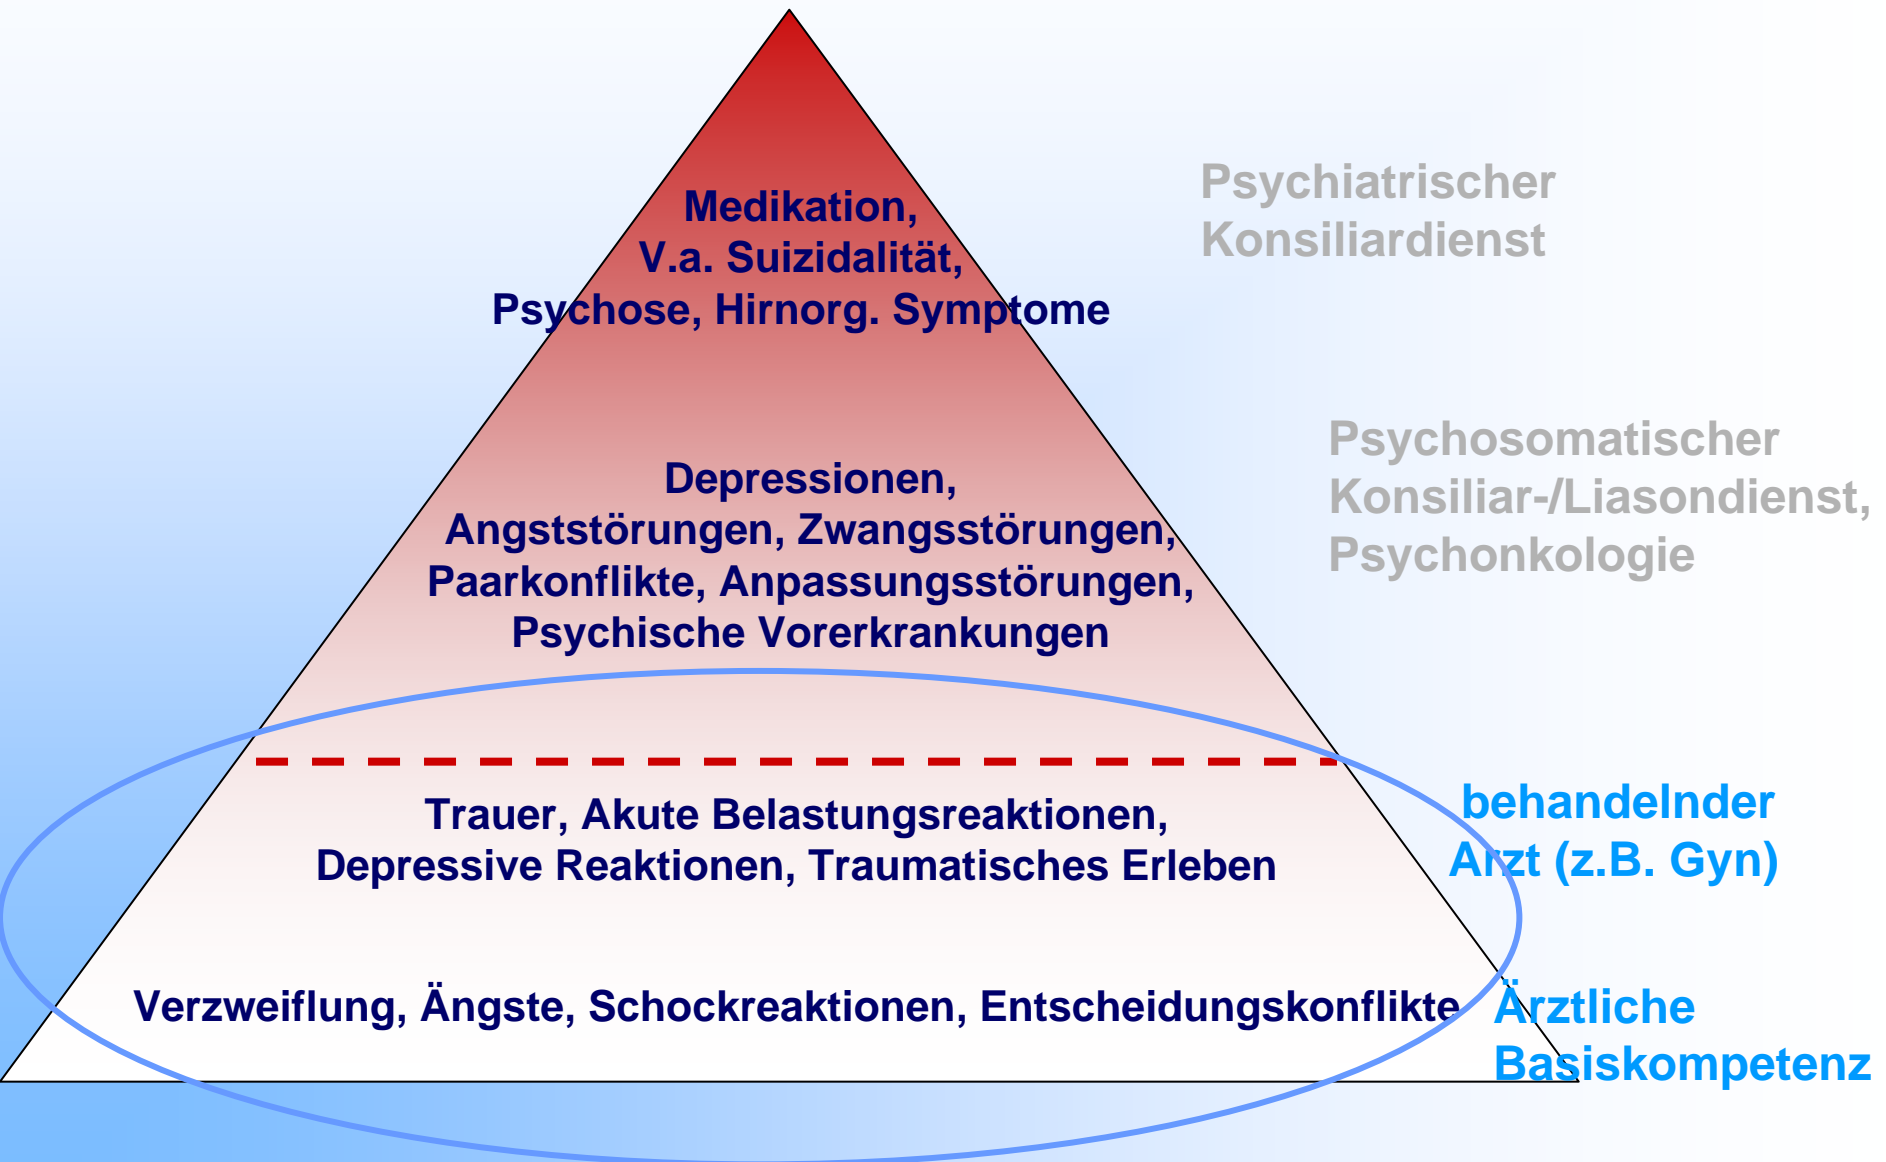 Medikation,
V.a. Suizidalität,
Psychose, Hirnorg. Symptome
Psychiatrischer
Konsiliardienst
Depressionen,
Angststörungen, Zwangsstörungen,
Paarkonflikte, Anpassungsstörungen,
Psychische Vorerkrankungen
Psychosomatischer
Konsiliar-/Liasondienst,
Psychonkologie
Trauer, Akute Belastungsreaktionen,
Depressive Reaktionen, Traumatisches Erleben
behandelnder
Arzt (z.B. Gyn)
Verzweiflung, Ängste, Schockreaktionen, Entscheidungskonflikte
Ärztliche
Basiskompetenz